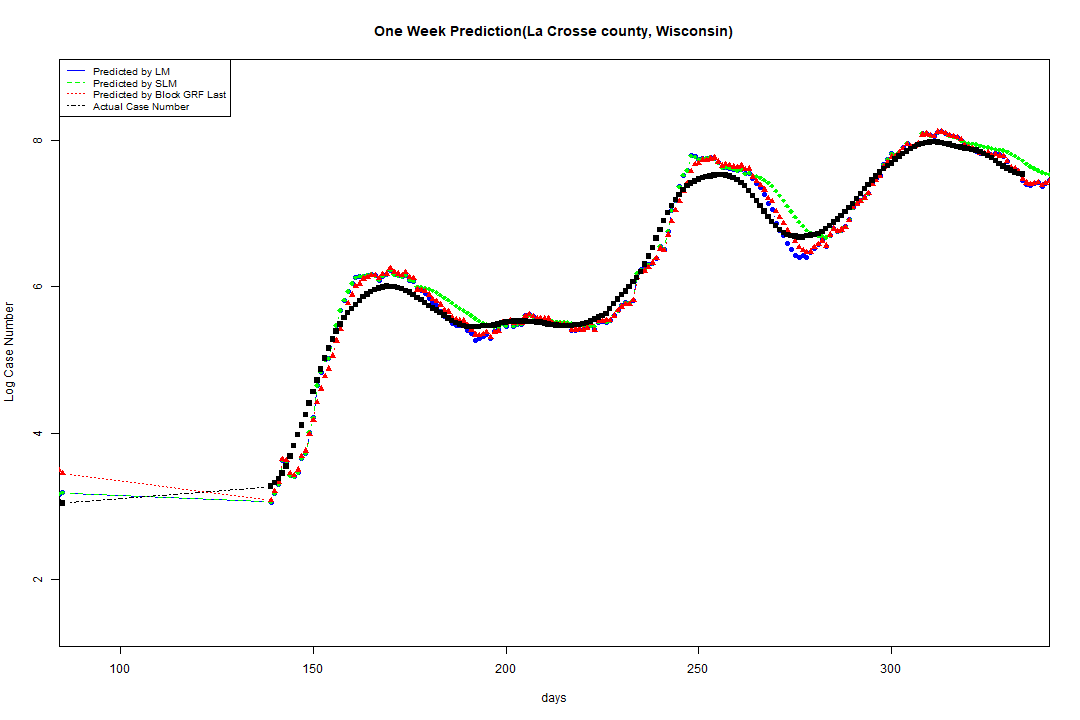 One Week Prediction(La Crosse county, Wisconsin)
Predicted by LM
Predicted by SLM
Predicted by Block GRF Last
Actual Case Number
8
6
4
2
Log Case Number
100 150 200 250 300
days